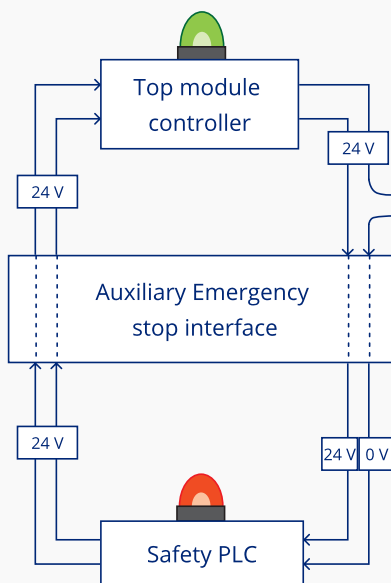 Top module
controller
24 V
24 V
Auxiliary Emergency
stop interface
24 V
24 V
0 V
Safety PLC